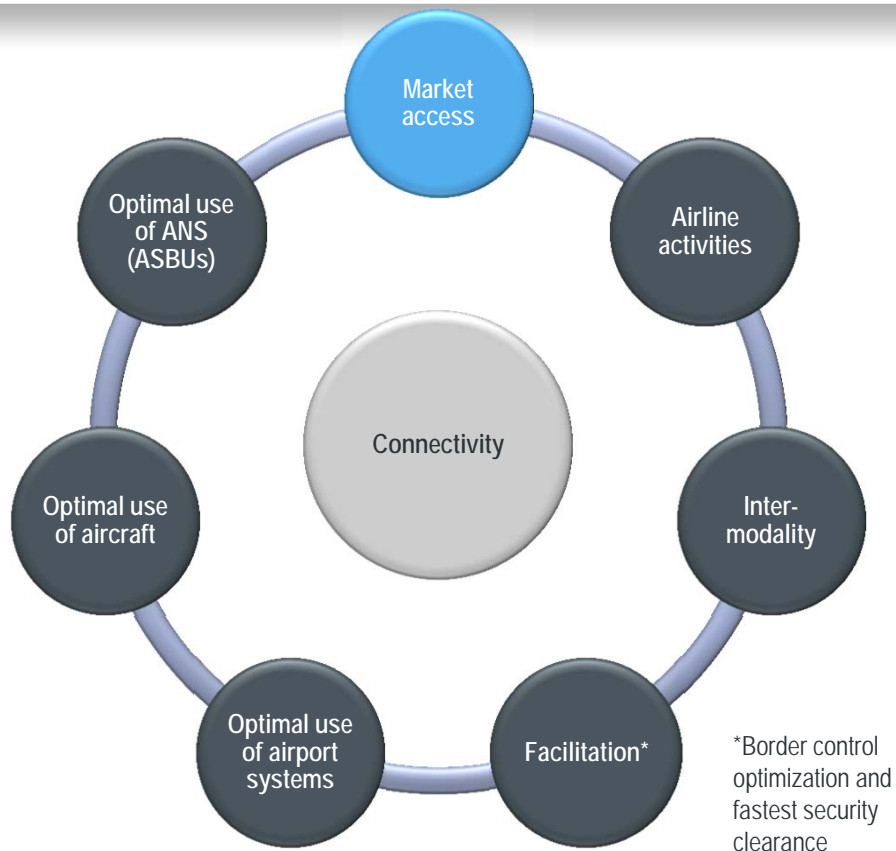 Market
access
Airline
activities
Inter-
modality
Facilitation*
*Border control
optimization and
fastest security
clearance
Optimal use
of airport
systems
Optimal use
of aircraft
Optimal use
of ANS
(ASBUs)
Connectivity